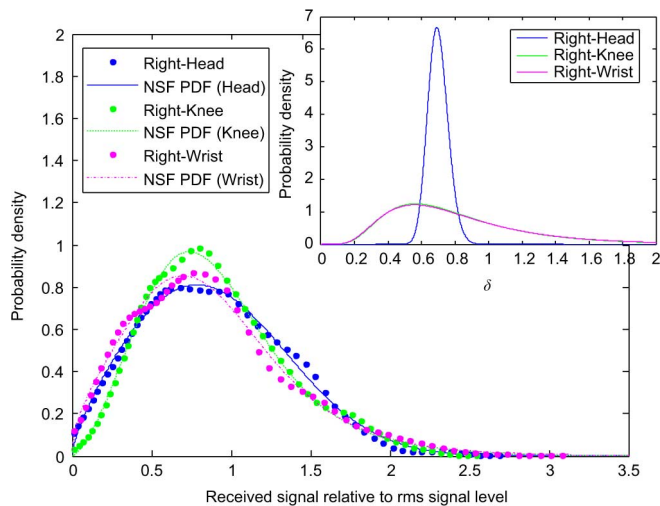 2
1.8
1.6
1.4
1.2
1
0.8
0.6
0.4
0.2
0
Probability density
0 0.5 1 1.5 2 2.5 3 3.5
Received signal relative to rms signal level
Right-Head
NSF PDF (Head)
Right-Knee
NSF PDF (Knee)
Right-Wrist
NSF PDF (Wrist)
7
6
5
4
3
2
1
0
Probability density
0 0.2 0.4 0.6 0.8 1 1.2 1.4 1.6 1.8 2
δ
Right-Head
Right-Knee
Right-Wrist